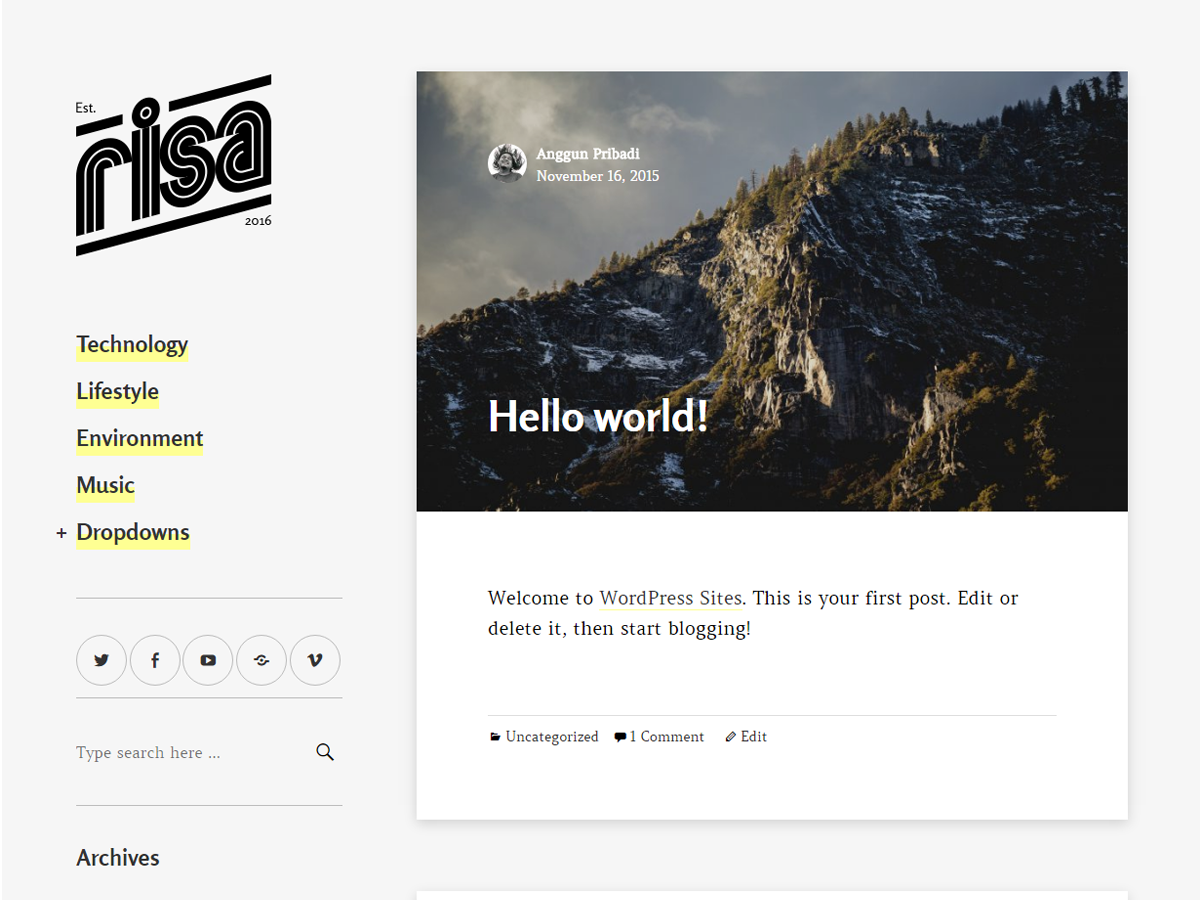 Est.
risa
2016
Technology
Lifestyle
Environment
Music
+ Dropdowns
Type search here ...
Archives
Anggun Pribadi
November 16, 2015
Hello world!
Welcome to WordPress Sites. This is your first post. Edit or
delete it, then start blogging!
Uncategorized 1 Comment Edit